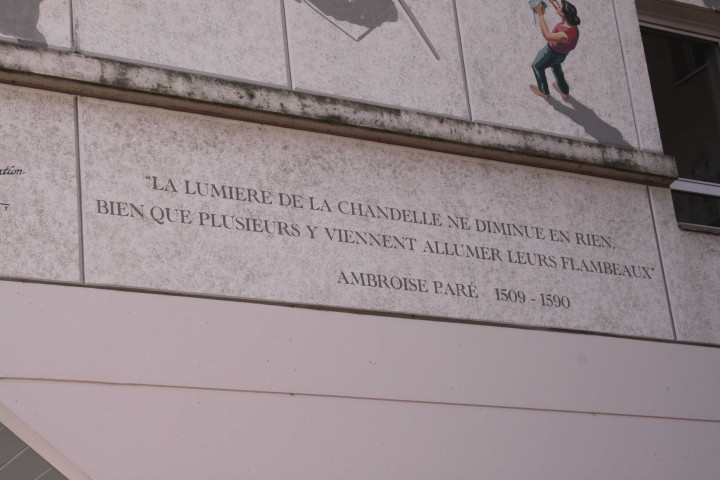 ation
"LA LUMIERE DE LA CHANDELLE NE DIMINUE EN RIEN,
BIEN QUE PLUSIEURS Y VIENNENT ALLUMER LEURS FLAMBEAUX"
AMBROISE PARÉ 1509 - 1590